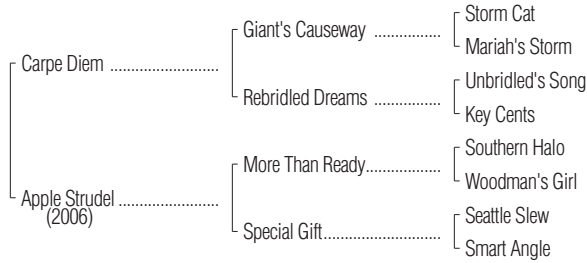 Storm Cat
Giant's Causeway ................
Mariah's Storm
Carpe Diem ..........................
Unbridled's Song
Rebridled Dreams ................
Key Cents
Southern Halo
More Than Ready..................
Woodman's Girl
Apple Strudel ........................
(2006)
Seattle Slew
Special Gift............................
Smart Angle